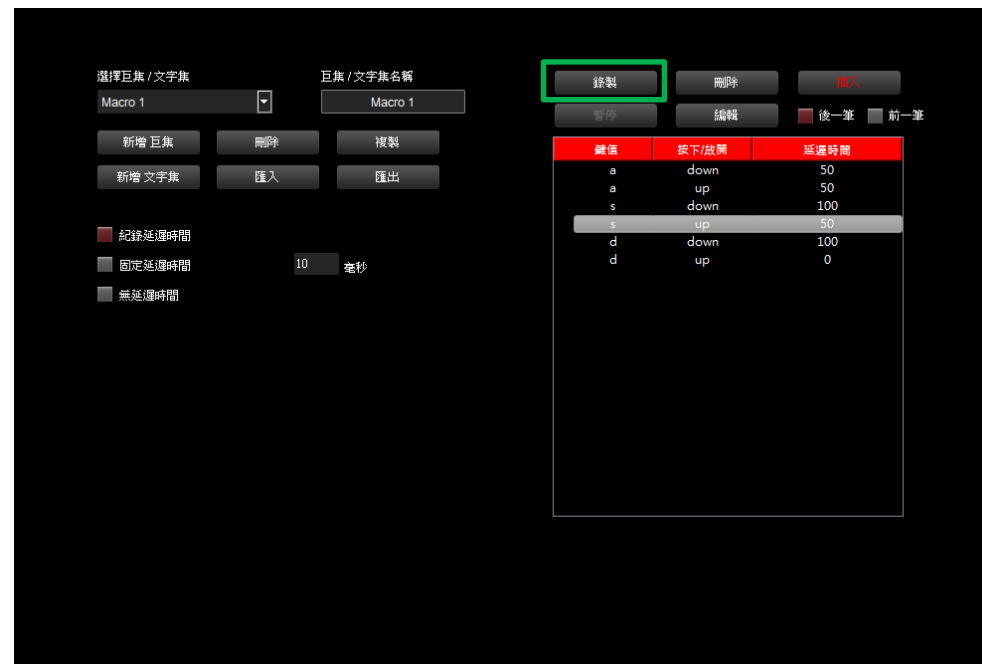 選擇巨集 / 文字集
Macro 1
巨集 / 文字集名稱
Macro 1
新增 巨集
刪除
複製
新增 文字集
匯入
匯出
紀錄延遲時間
固定延遲時間
10
毫秒
無延遲時間
錄製
刪除
插入
暫停
編輯
後一筆
前一筆
鍵值 按下/放開 延遲時間
a down 50
a up 50
s down 100
s up 50
d down 100
d up 0